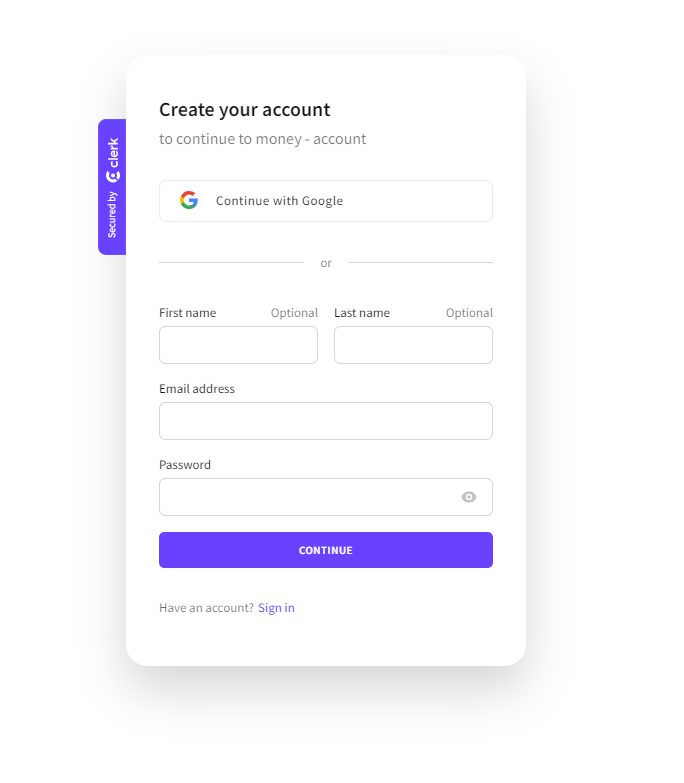 Create your account
to continue to money - account
Secured by clerk
Continue with Google
or
First name Optional Last name Optional
Email address
Password
CONTINUE
Have an account? Sign in